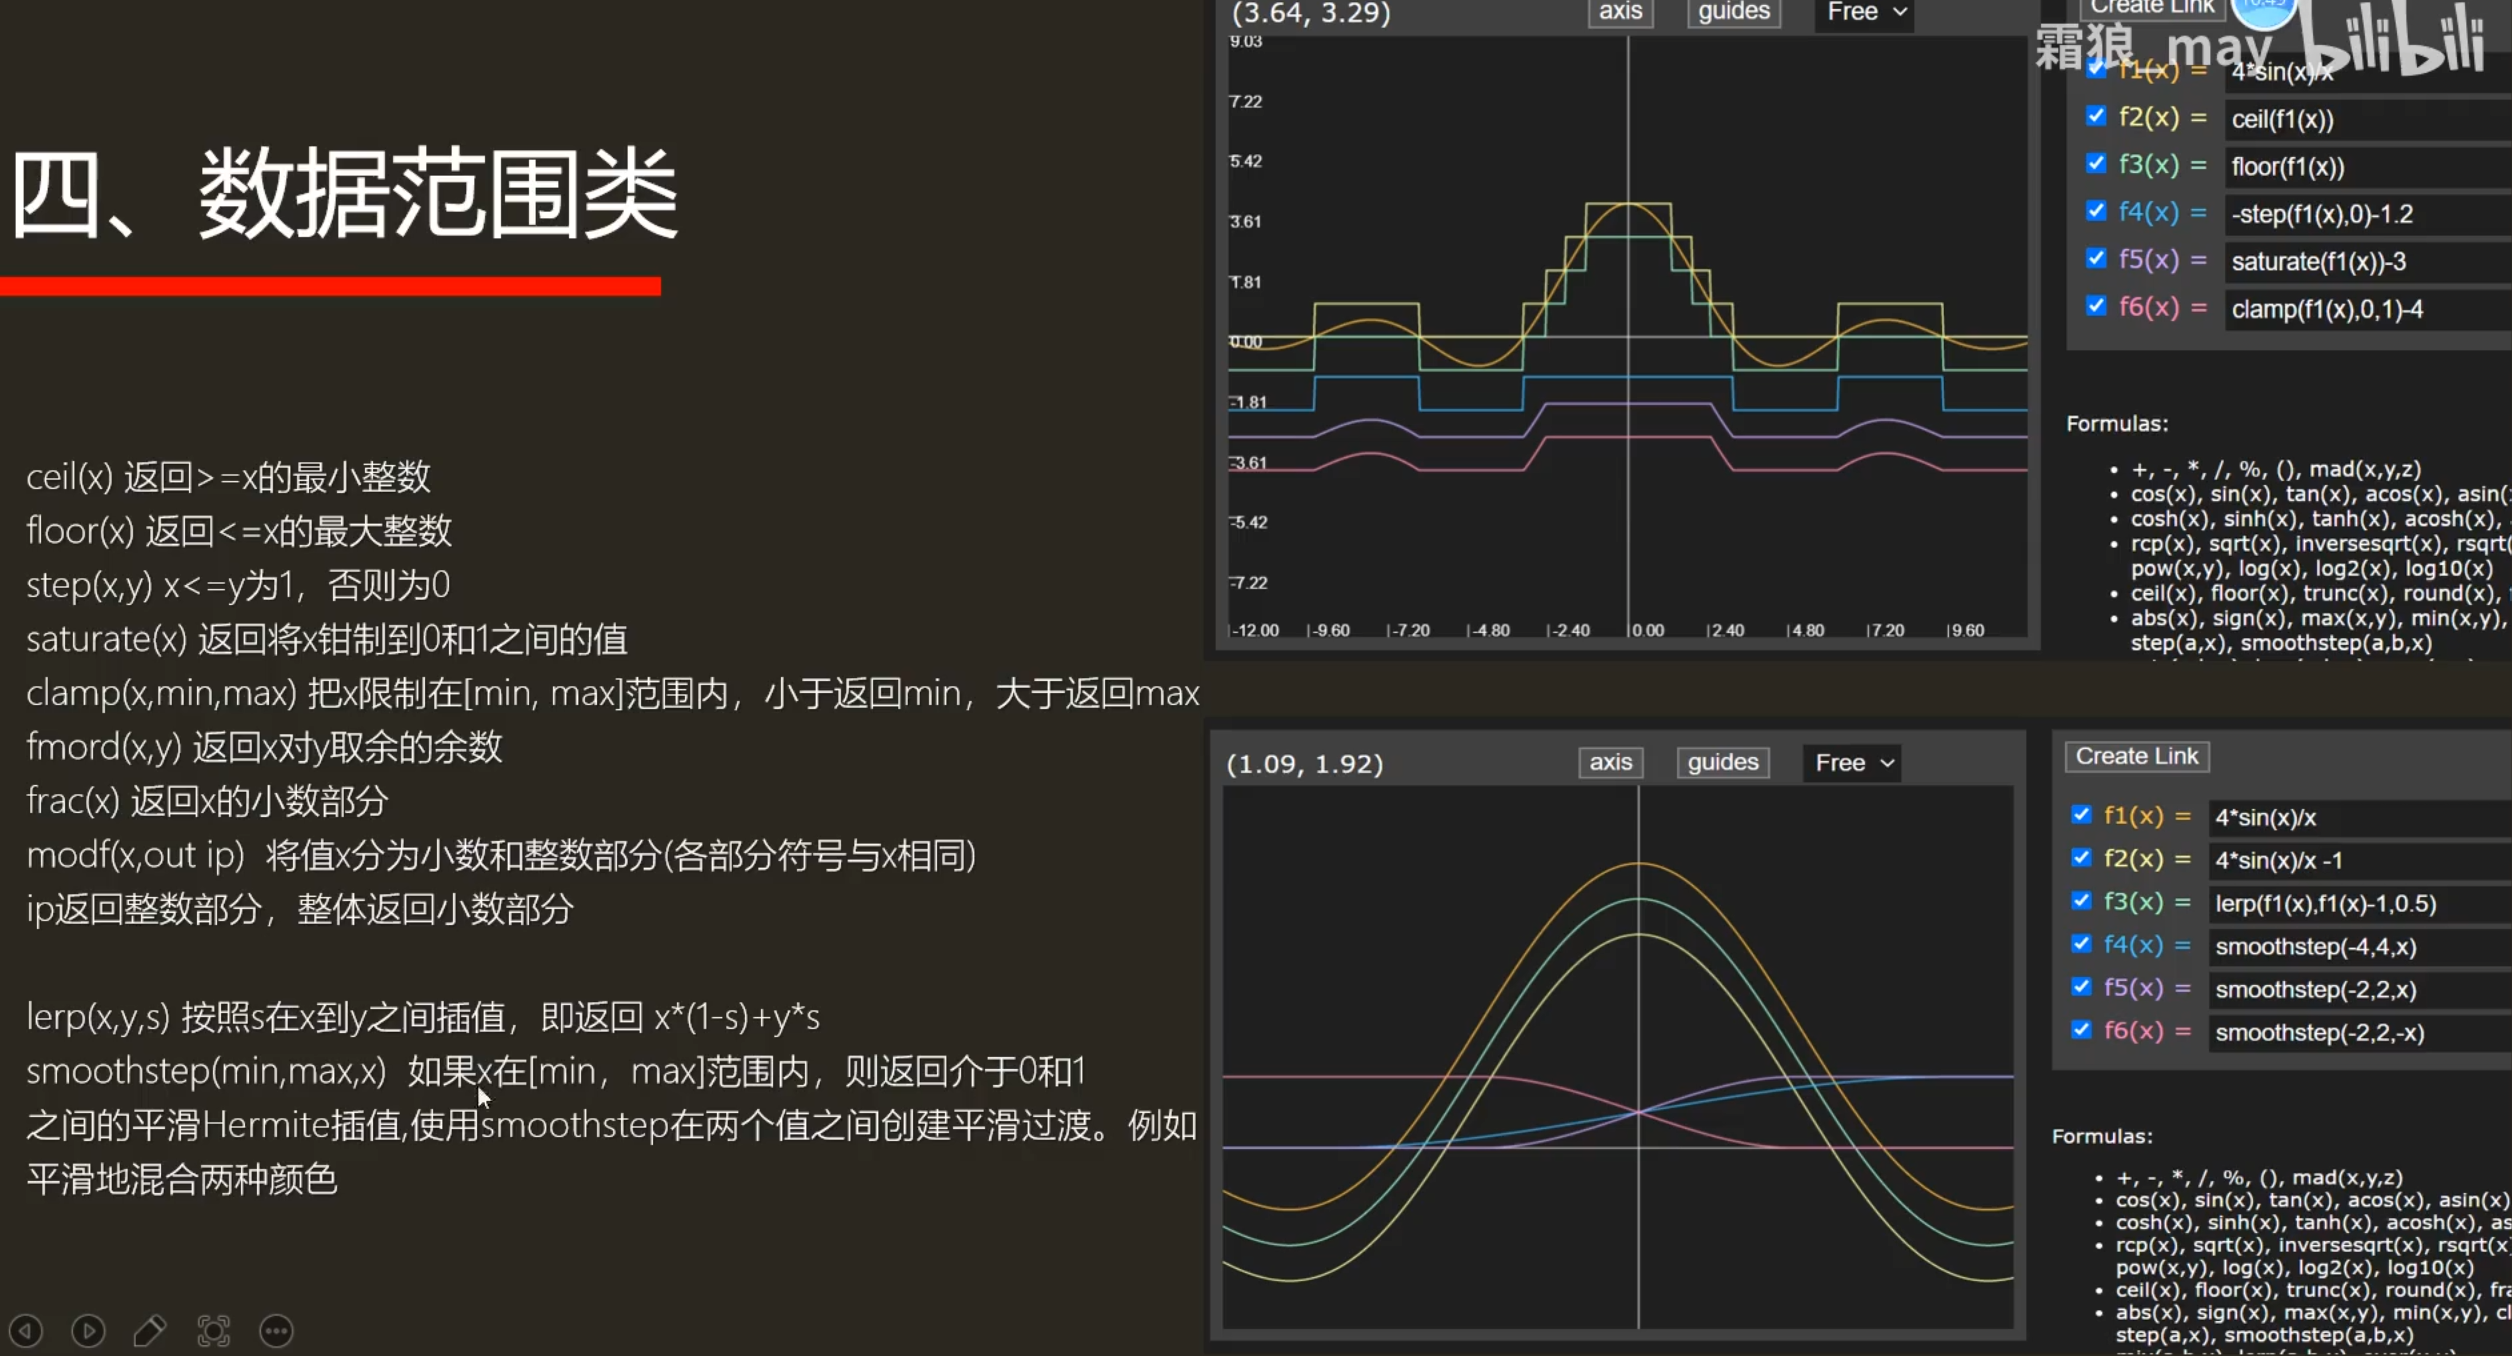 四、数据范围类
ceil(x) 返回>=x的最小整数
floor(x) 返回<=x的最大整数
step(x,y) x<=y为1，否则为0
saturate(x) 返回将x钳制到0和1之间的值
clamp(x,min,max) 把x限制在[min, max]范围内，小于返回min，大于返回max
fmord(x,y) 返回x对y取余的余数
frac(x) 返回x的小数部分
modf(x,out ip) 将值x分为小数和整数部分(各部分符号与x相同)
ip返回整数部分，整体返回小数部分
lerp(x,y,s) 按照s在x到y之间插值，即返回 x*(1-s)+y*s
smoothstep(min,max,x) 如果x在[min，max]范围内，则返回介于0和1
之间的平滑Hermite插值,使用smoothstep在两个值之间创建平滑过渡。例如
平滑地混合两种颜色
(3.64, 3.29) axis guides Free
9.03
7.22
5.42
3.61
1.81
0.00
-1.81
-3.61
-5.42
-7.22
-12.00 -9.60 -7.20 -4.80 -2.40 0.00 2.40 4.80 7.20 9.60
Create Link
霜狼_may bilibili
f1(x) = 4*sin(x)/x
f2(x) = ceil(f1(x))
f3(x) = floor(f1(x))
f4(x) = -step(f1(x),0)-1.2
f5(x) = saturate(f1(x))-3
f6(x) = clamp(f1(x),0,1)-4
Formulas:
• +, -, *, /, %, (), mad(x,y,z)
• cos(x), sin(x), tan(x), acos(x), asin(
• cosh(x), sinh(x), tanh(x), acosh(x),
• rcp(x), sqrt(x), inversesqrt(x), rsqrt(
pow(x,y), log(x), log2(x), log10(x)
• ceil(x), floor(x), trunc(x), round(x),
• abs(x), sign(x), max(x,y), min(x,y),
step(a,x), smoothstep(a,b,x)
(1.09, 1.92) axis guides Free
Create Link
f1(x) = 4*sin(x)/x
f2(x) = 4*sin(x)/x -1
f3(x) = lerp(f1(x),f1(x)-1,0.5)
f4(x) = smoothstep(-4,4,x)
f5(x) = smoothstep(-2,2,x)
f6(x) = smoothstep(-2,2,-x)
Formulas:
• +, -, *, /, %, (), mad(x,y,z)
• cos(x), sin(x), tan(x), acos(x), asin(x)
• cosh(x), sinh(x), tanh(x), acosh(x), as
• rcp(x), sqrt(x), inversesqrt(x), rsqrt(x
pow(x,y), log(x), log2(x), log10(x)
• ceil(x), floor(x), trunc(x), round(x), fra
• abs(x), sign(x), max(x,y), min(x,y), cl
step(a,x), smoothstep(a,b,x)